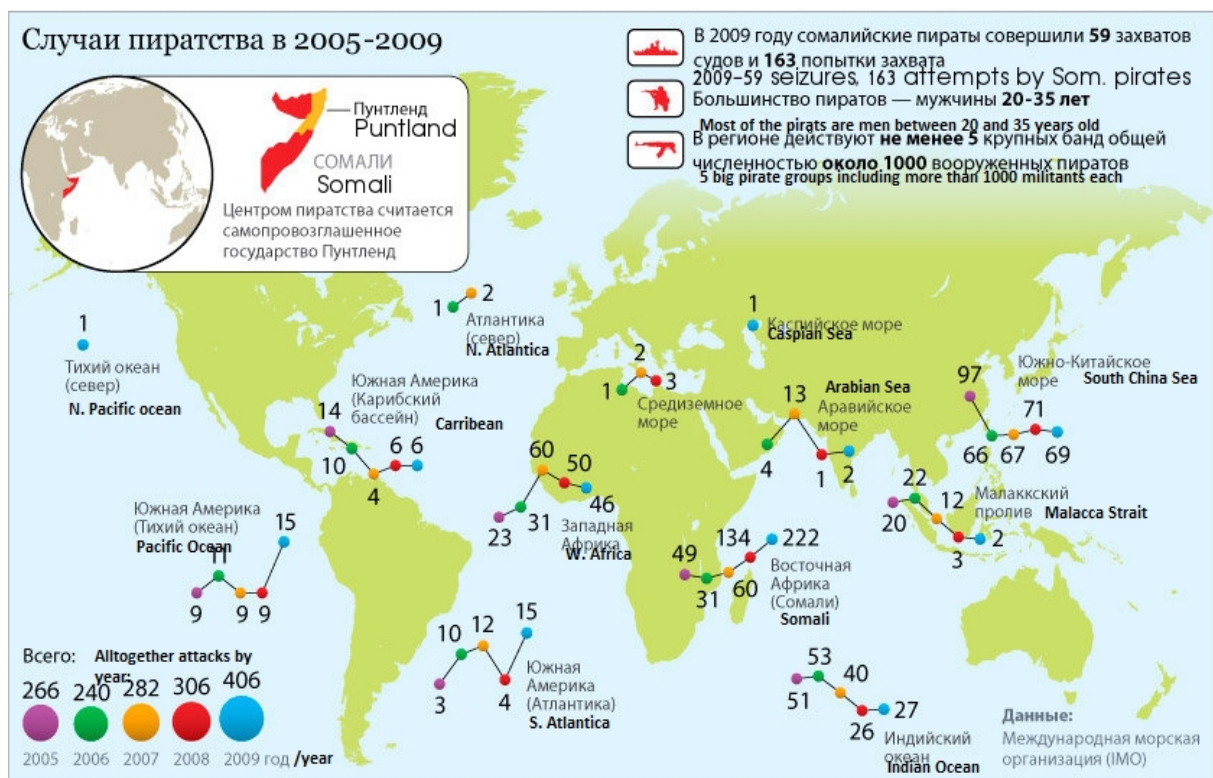 Случаи пиратства в 2005-2009
В 2009 году сомалийские пираты совершили 59 захватов
судов и 163 попытки захвата
2009-59 seizures, 163 attempts by Som. pirates
Большинство пиратов — мужчины 20-35 лет
Most of the pirats are men between 20 and 35 years old
В регионе действуют не менее 5 крупных банд общей
численностью около 1000 вооруженных пиратов
5 big pirate groups including more than 1000 militants each
Пунтленд
Puntland
СОМАЛИ
Somali
Центром пиратства считается
самопровозглашенное
государство Пунтленд
1
Тихий океан
(север)
N. Pacific ocean
1 2
Атлантика
(север)
N. Atlantica
1
Каспийское море
Caspian Sea
Южная Америка
(Карибский
бассейн)
Carribean
14
10
4
6 6
1
2
3
Средиземное
море
Arabian Sea
Аравийское
море
4
13
1
2
Южно-Китайское
море
South China Sea
97
66
67
71
69
Южная Америка
(Тихий океан)
Pacific Ocean
9
11
9
9
15
23
31
60
50
46
Западная
Африка
W. Africa
49
31
60
134
222
Восточная
Африка
(Сомали)
Somali
20
22
12
3
2
Малаккский
пролив
Malacca Strait
3
10
12
4
15
Южная
Америка
(Атлантика)
S. Atlantica
51
53
40
26
27
Индийский
океан
Indian Ocean
Всего:
Alltogether attacks by
year:
266 240 282 306 406
2005 2006 2007 2008 2009 год /year
Данные:
Международная морская
организация (IMO)